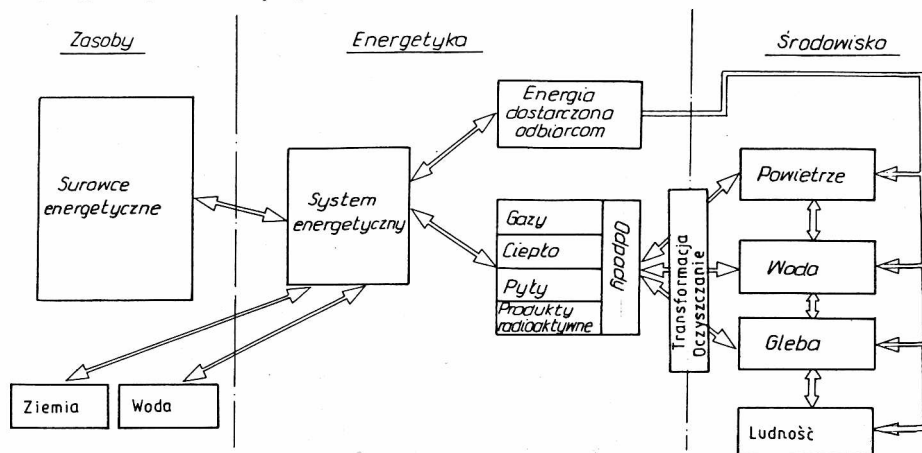 Zasoby
Energetyka
Środowisko
Surowce
energetyczne
System
energetyczny
Energia
dostarczona
odbiorcom
Gazy
Ciepło
Pyły
Produkty
radioaktywne
Odpady
Transformacja
Oczyszczanie
Powietrze
Woda
Gleba
Ludność
Ziemia
Woda